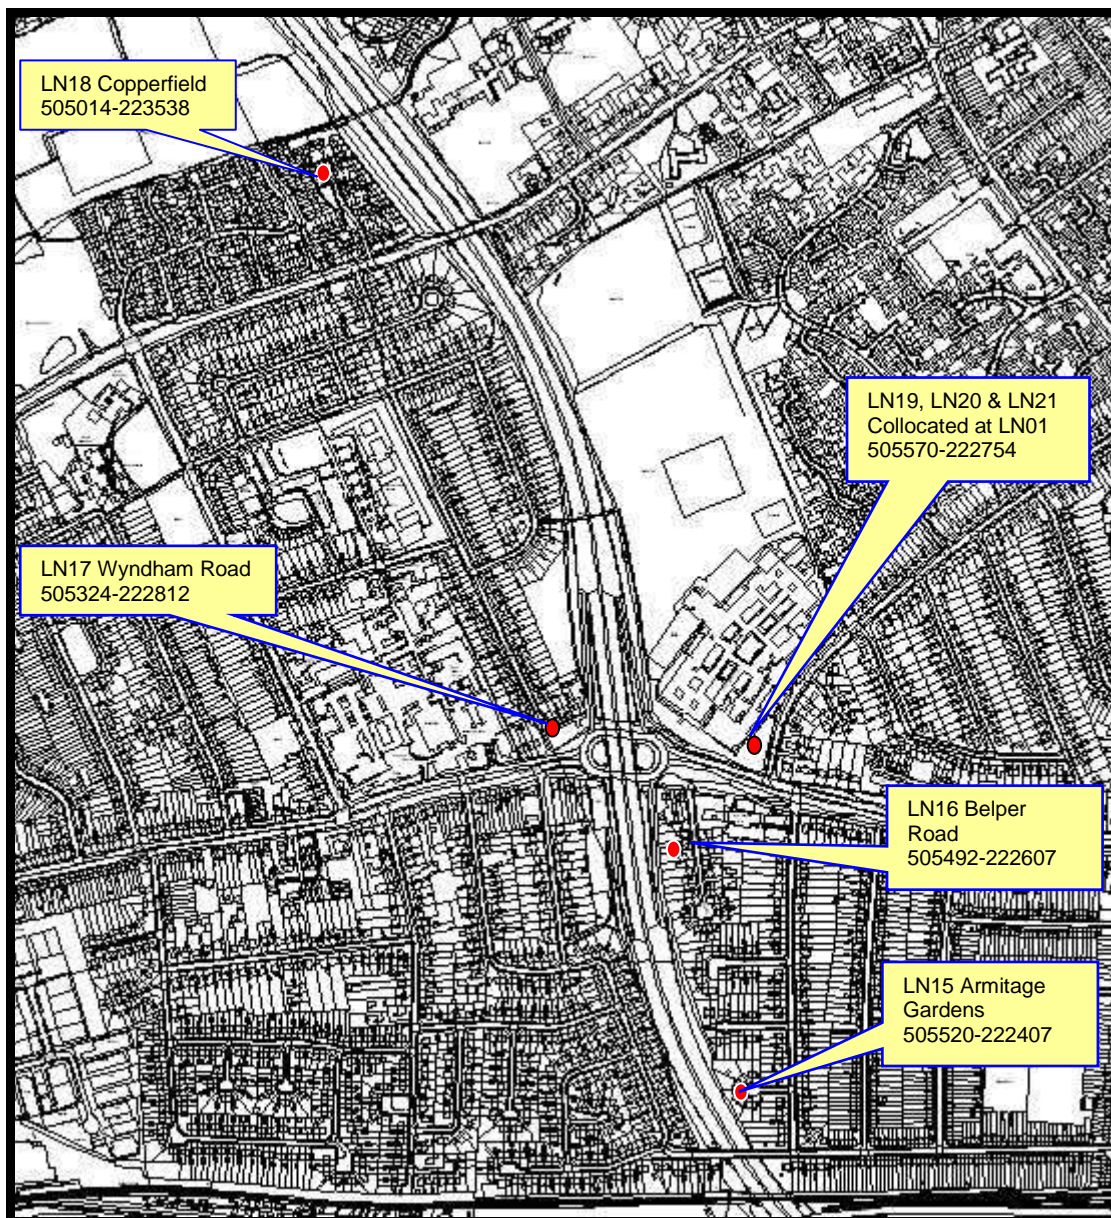 LN18 Copperfield
505014-223538
LN19, LN20 & LN21
Collocated at LN01
505570-222754
LN17 Wyndham Road
505324-222812
LN16 Belper
Road
505492-222607
LN15 Armitage
Gardens
505520-222407